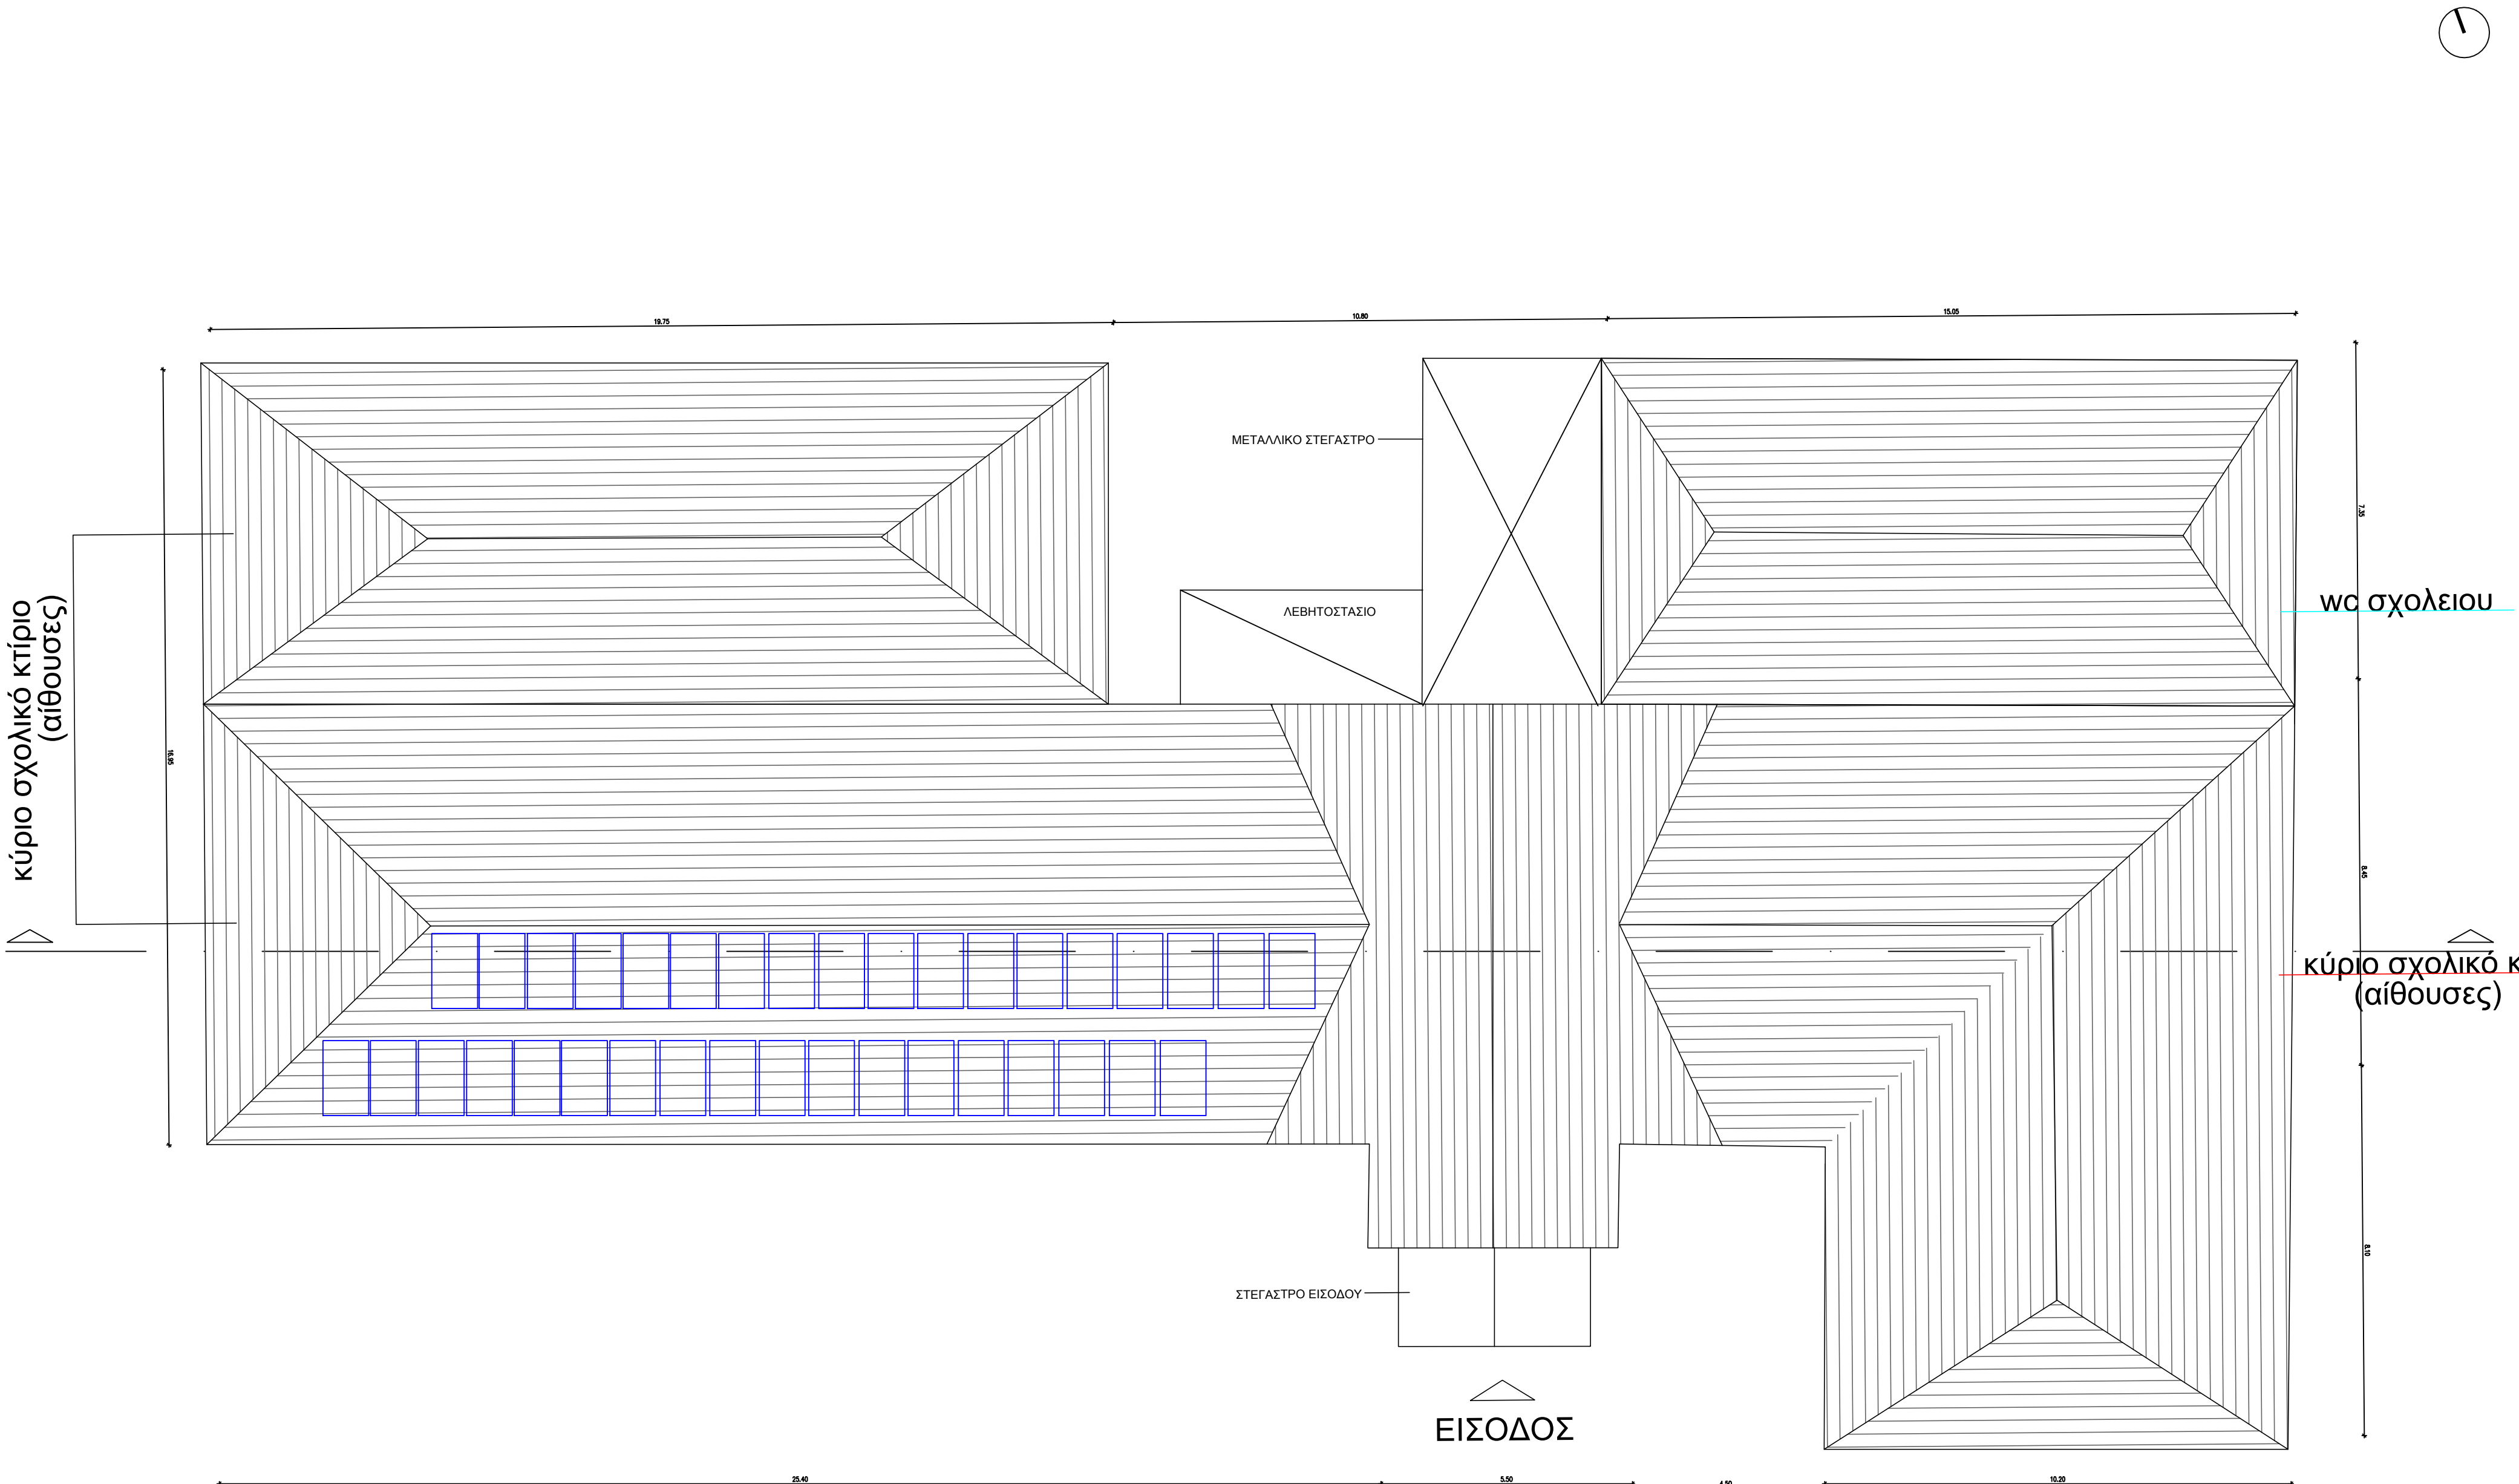 19.75
10.80
15.05
ΜΕΤΑΛΛΙΚΟ ΣΤΕΓΑΣΤΡΟ
7.35
ΛΕΒΗΤΟΣΤΑΣΙΟ
wc σχολειου
κύριο σχολικό κτίριο
(αίθουσες)
16.95
8.45
κύριο σχολικό κ
(αίθουσες)
8.10
ΣΤΕΓΑΣΤΡΟ ΕΙΣΟΔΟΥ
ΕΙΣΟΔΟΣ
25.40
5.50
4.50
10.20